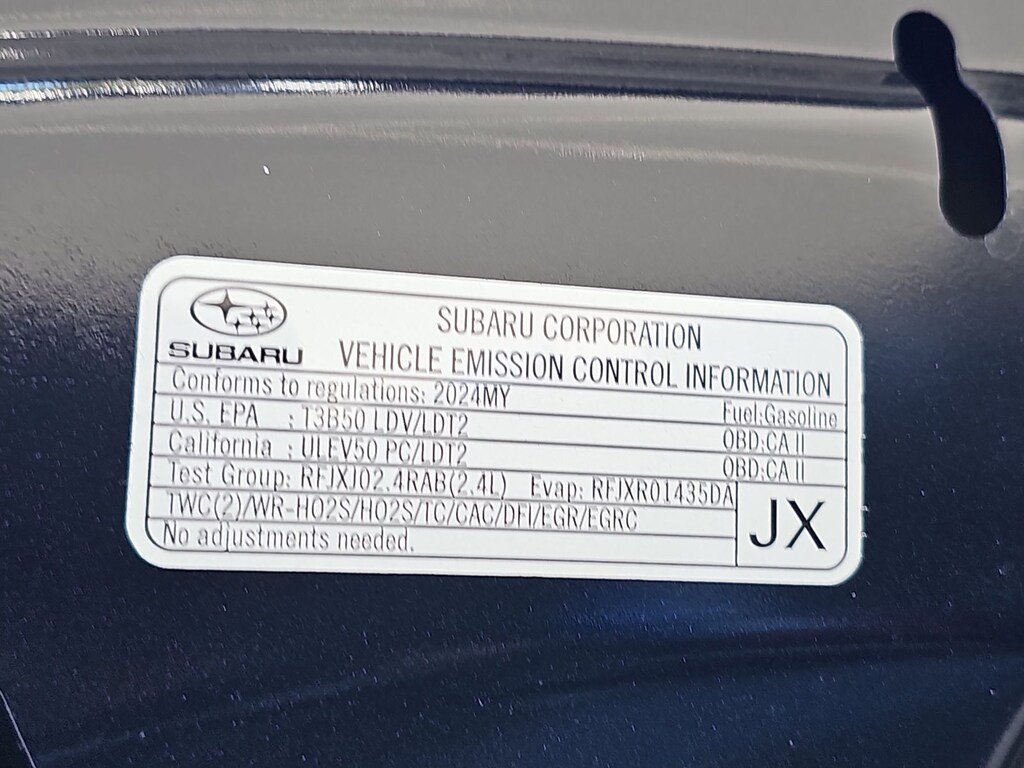 SUBARU
SUBARU CORPORATION
VEHICLE EMISSION CONTROL INFORMATION
Conforms to regulations: 2024MY Fuel:Gasoline
U.S. EPA : T3B50 LDV/LDT2 OBD:CA II
California : ULEV50 PC/LDT2 OBD:CA II
Test Group: RFJXJ02.4RAB(2.4L) Evap: RFJXR01435DA
TWC(2)/WR-HO2S/HO2S/TC/CAC/DFI/EGR/EGRC
No adjustments needed.
JX